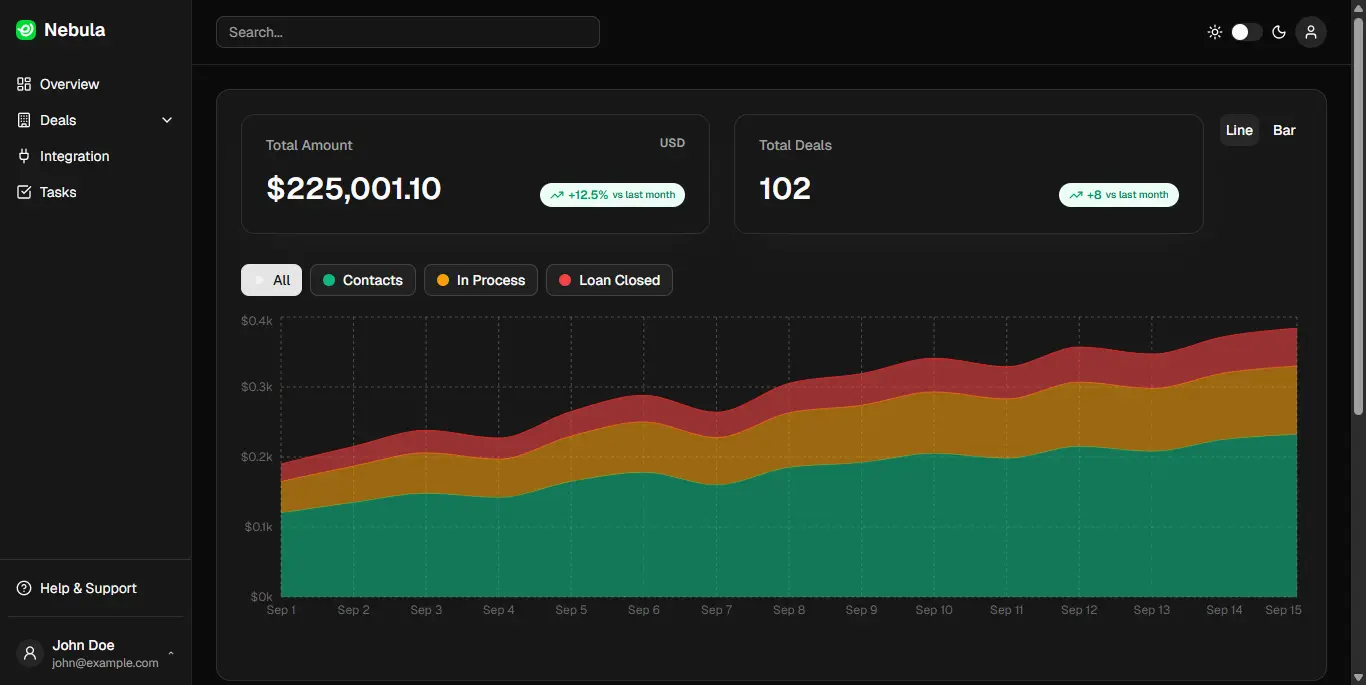 Nebula
Search...
Overview
Deals
Integration
Tasks
Total Amount
USD
$225,001.10
+12.5% vs last month
Total Deals
102
+8 vs last month
Line
Bar
All
Contacts
In Process
Loan Closed
$0.4k
$0.3k
$0.2k
$0.1k
$0k
Sep 1 Sep 2 Sep 3 Sep 4 Sep 5 Sep 6 Sep 7 Sep 8 Sep 9 Sep 10 Sep 11 Sep 12 Sep 13 Sep 14 Sep 15
Help & Support
John Doe
john@example.com